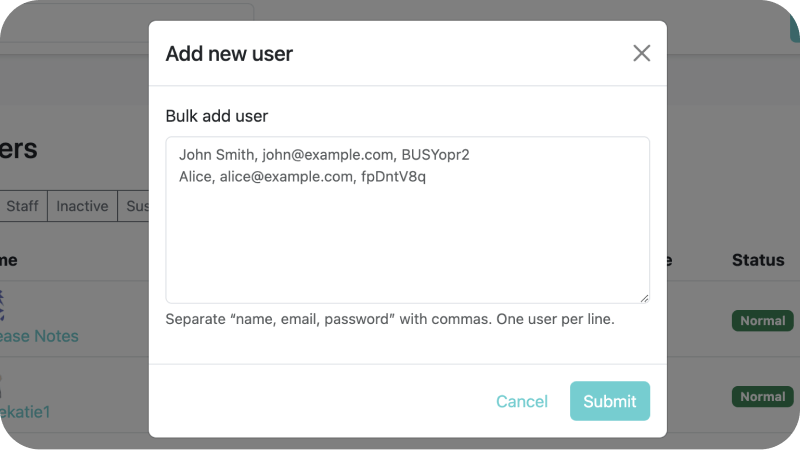 Add new user
Bulk add user
John Smith, john@example.com, BUSYopr2
Alice, alice@example.com, fpDntV8q
Separate “name, email, password” with commas. One user per line.
Cancel
Submit
ers
Staff
Inactive
Sus
me
e
Status
ease Notes
Normal
ekatie1
Normal